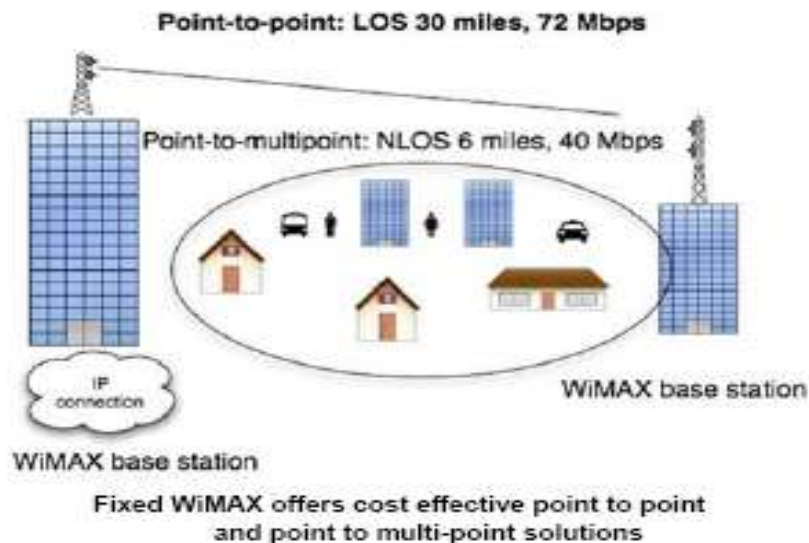 Point-to-point: LOS 30 miles, 72 Mbps
Point-to-multipoint: NLOS 6 miles, 40 Mbps
IP
connection
WiMAX base station
WiMAX base station
Fixed WiMAX offers cost effective point to point
and point to multi-point solutions